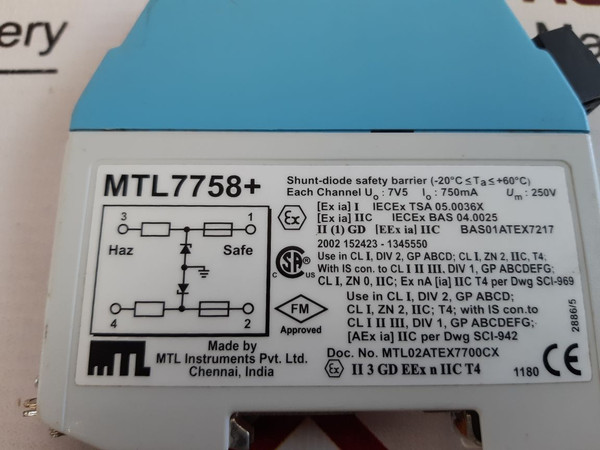 ery
Ma
MTL7758+
Shunt-diode safety barrier (-20°C ≤ Ta ≤ +60°C)
Each Channel Uo : 7V5 Io : 750mA Um : 250V
[Ex ia] I IECEx TSA 05.0036X
[Ex ia] IIC IECEx BAS 04.0025
II (1) GD [EEx ia] IIC BAS01ATEX7217
Ex
3 1
Haz Safe
4 2
2002 152423 - 1345550
Use in CL I, DIV 2, GP ABCD; CL I, ZN 2, IIC, T4.
With IS con. to CL I II III, DIV 1, GP ABCDEFG;
CL I, ZN 0, IIC; Ex nA [ia] IIC T4 per Dwg SCI-969
C SA
Use in CL I, DIV 2, GP ABCD;
CL I, ZN 2, IIC; T4; with IS con.to
CL I II III, DIV 1, GP ABCDEFG;
[AEx ia] IIC per Dwg SCI-942
FM
Approved
2886/5
MTL
Made by
MTL Instruments Pvt. Ltd.
Chennai, India
Doc. No. MTL02ATEX7700CX
Ex II 3 GD EEx n IIC T4 1180 CE